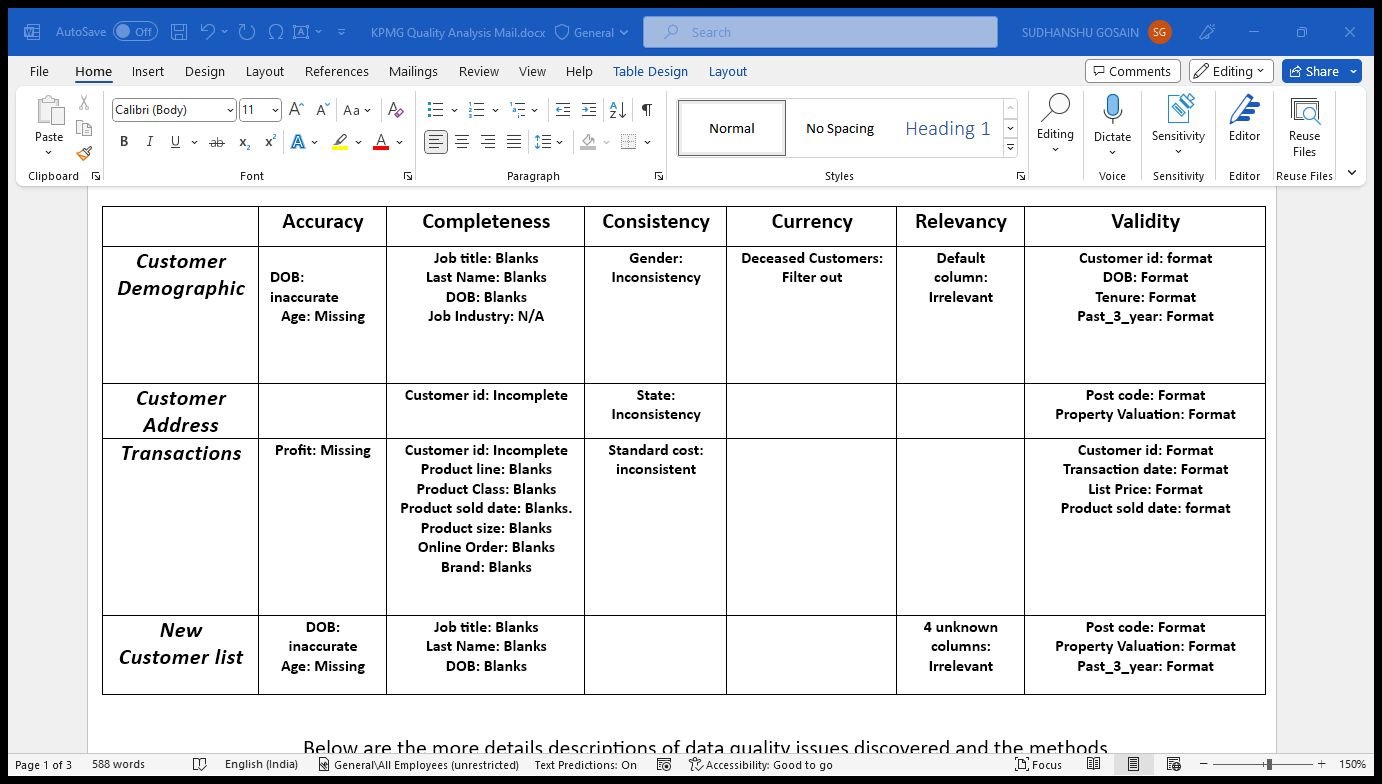 AutoSave Off KPMG Quality Analysis Mail.docx General Search SUDHANSHU GOSAIN SG
File Home Insert Design Layout References Mailings Review View Help Table Design Layout Comments Editing Share
Paste
Calibri (Body) 11
Normal
No Spacing
Heading 1
Editing
Dictate
Sensitivity
Editor
Reuse
Files
Clipboard Font Paragraph Styles Voice Sensitivity Editor Reuse Files
Accuracy Completeness Consistency Currency Relevancy Validity
Customer
Demographic
DOB:
inaccurate
Age: Missing
Job title: Blanks
Last Name: Blanks
DOB: Blanks
Job Industry: N/A
Gender:
Inconsistency
Deceased Customers:
Filter out
Default
column:
Irrelevant
Customer id: format
DOB: Format
Tenure: Format
Past_3_year: Format
Customer
Address
Customer id: Incomplete
State:
Inconsistency
Post code: Format
Property Valuation: Format
Transactions
Profit: Missing
Customer id: Incomplete
Product line: Blanks
Product Class: Blanks
Product sold date: Blanks.
Product size: Blanks
Online Order: Blanks
Brand: Blanks
Standard cost:
inconsistent
Customer id: Format
Transaction date: Format
List Price: Format
Product sold date: format
New
Customer list
DOB:
inaccurate
Age: Missing
Job title: Blanks
Last Name: Blanks
DOB: Blanks
4 unknown
columns:
Irrelevant
Post code: Format
Property Valuation: Format
Past_3_year: Format
Below are the more details descriptions of data quality issues discovered and the methods
Page 1 of 3 588 words English (India) General\All Employees (unrestricted) Text Predictions: On Accessibility: Good to go Focus 150%